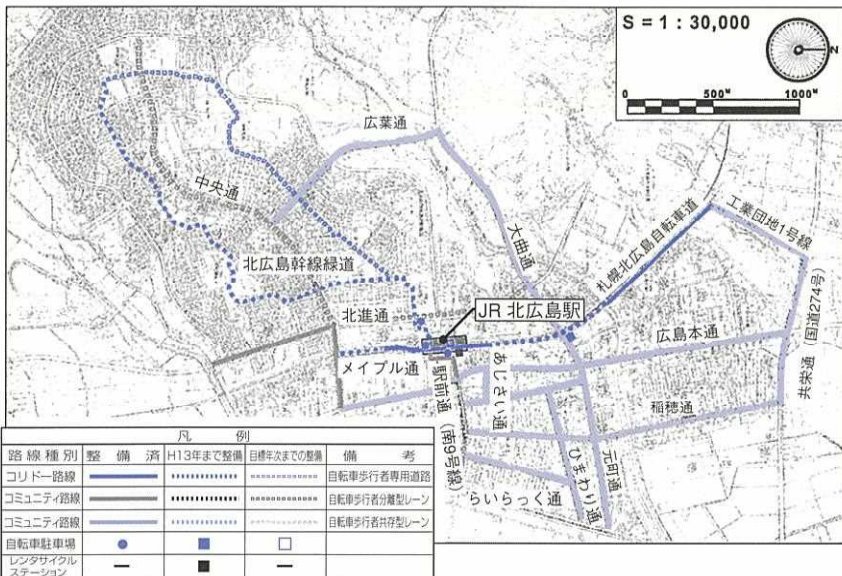 S = 1 : 30,000
N
0 500M 1000M
広葉通
中央通
大曲通
札幌北広島自転車道
工業団地1号線
北広島幹線緑道
北進通
JR 北広島駅
広島本通
共栄通（国道274号）
メイプル通
駅前通（南9号線）
あじさい通
稲穂通
ひまわり通
元町通
らいらっく通
凡 例
路線種別 整備済 H13年まで整備 目標年次までの整備 備考
コリドー路線 自転車歩行者専用道路
コミュニティ路線 自転車歩行者分離型レーン
コミュニティ路線 自転車歩行者共存型レーン
自転車駐車場
レンタサイクル
ステーション